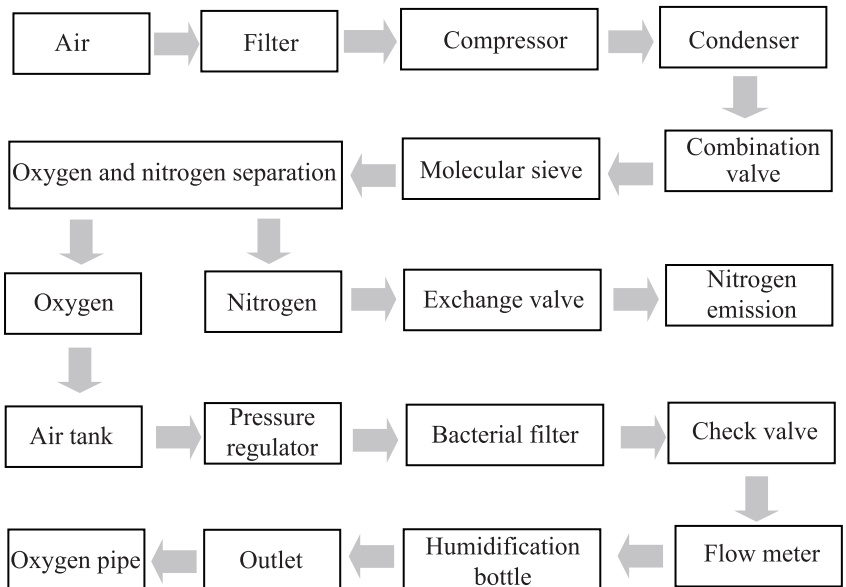 Air
Filter
Compressor
Condenser
Combination
valve
Molecular sieve
Oxygen and nitrogen separation
Oxygen
Nitrogen
Exchange valve
Nitrogen
emission
Air tank
Pressure
regulator
Bacterial filter
Check valve
Flow meter
Humidification
bottle
Outlet
Oxygen pipe